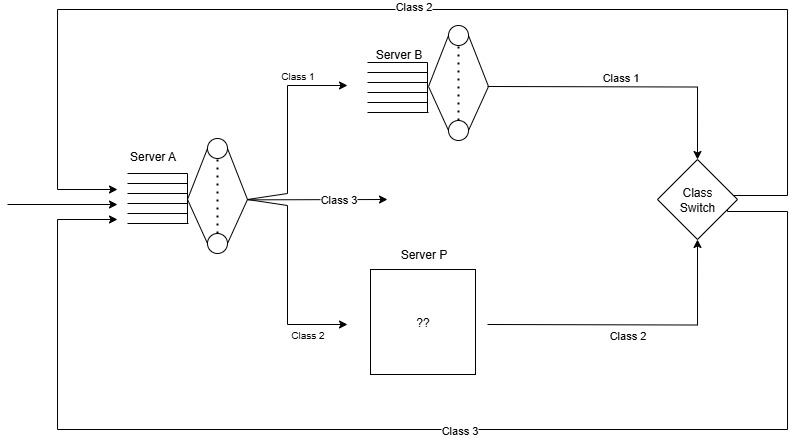 Class 2
Server B
Class 1
Class 1
Server A
Class 3
Class
Switch
Server P
??
Class 2
Class 2
Class 3